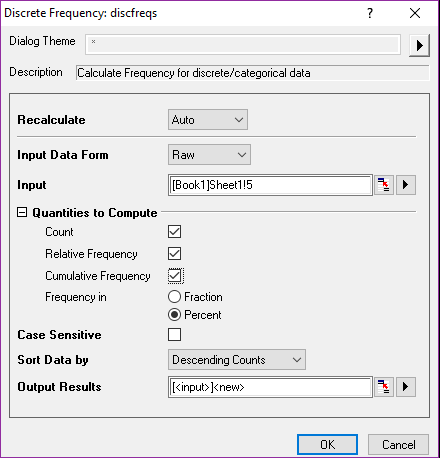 Discrete Frequency: discfreqs
Dialog Theme *
Description Calculate Frequency for discrete/categorical data
Recalculate Auto
Input Data Form Raw
Input [Book1]Sheet1!5
Quantities to Compute
Count
Relative Frequency
Cumulative Frequency
Frequency in Fraction
Percent
Case Sensitive
Sort Data by Descending Counts
Output Results [<input>]<new>
OK Cancel